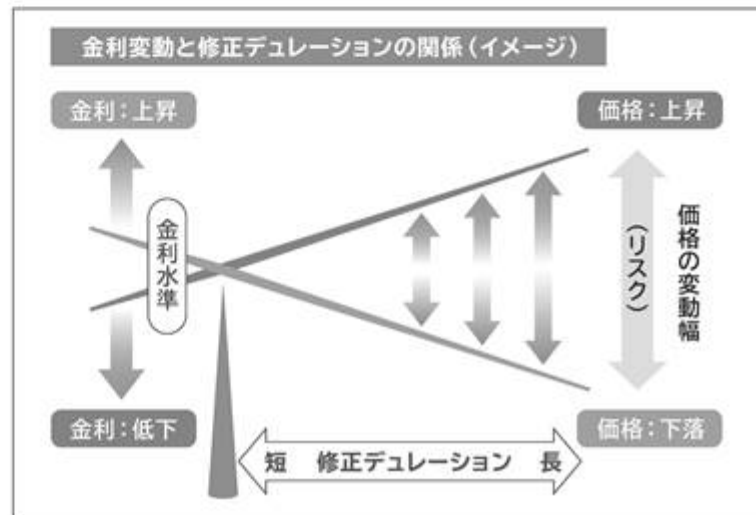 金利変動と修正デュレーションの関係(イメージ)
金利:上昇
価格:上昇
金利水準
価格の変動幅
(リスク)
金利:低下
価格:下落
短 修正デュレーション 長